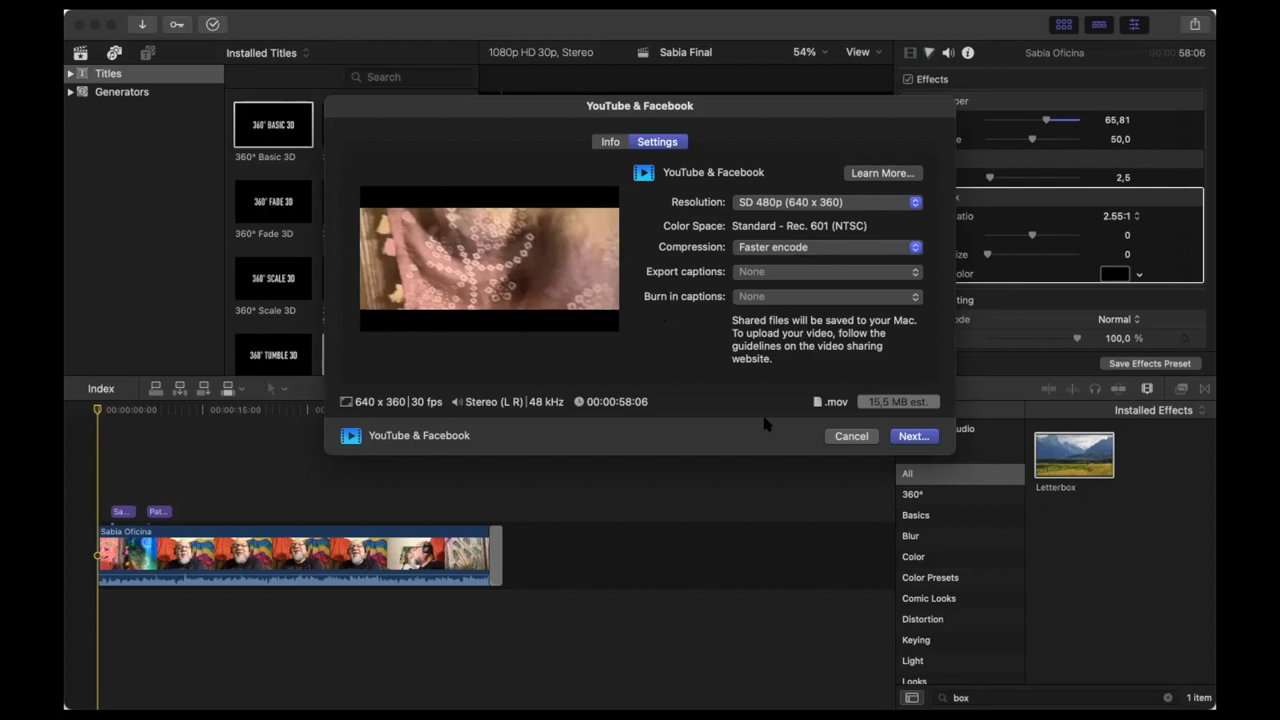 Installed Titles
1080p HD 30p, Stereo
Sabia Final
54%
View
Sabia Oficina
58:06
Titles
Generators
Search
Effects
360° BASIC 3D
360° Basic 3D
360° FADE 3D
360° Fade 3D
360° SCALE 3D
360° Scale 3D
360° TUMBLE 3D
YouTube & Facebook
Info
Settings
YouTube & Facebook
Learn More...
Resolution:
SD 480p (640 x 360)
Color Space:
Standard - Rec. 601 (NTSC)
Compression:
Faster encode
Export captions:
None
Burn in captions:
None
Shared files will be saved to your Mac.
To upload your video, follow the
guidelines on the video sharing
website.
640 x 360 | 30 fps
Stereo (L R) | 48 kHz
00:00:58:06
.mov
15,5 MB est.
YouTube & Facebook
Cancel
Next...
65,81
50,0
2,5
2.55:1
0
0
Normal
100,0 %
Save Effects Preset
Index
00:00:00:00
00:00:15:00
Installed Effects
Sa...
Pat...
Sabia Oficina
All
360°
Basics
Blur
Color
Color Presets
Comic Looks
Distortion
Keying
Light
Looks
Letterbox
box
1 item